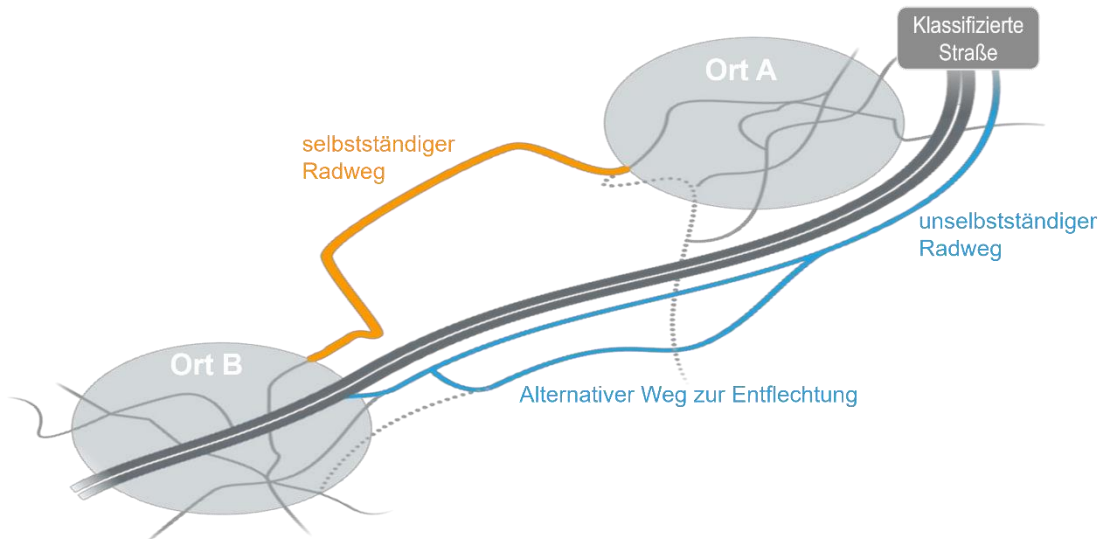 Klassifizierte
Straße
Ort A
selbstständiger
Radweg
unselbstständiger
Radweg
Ort B
Alternativer Weg zur Entflechtung